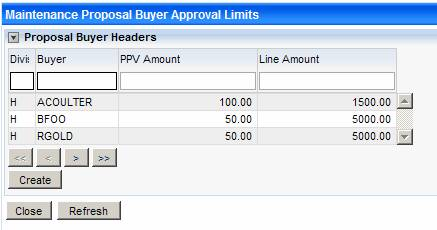 Maintenance Proposal Buyer Approval Limits
Proposal Buyer Headers
Divi Buyer PPV Amount Line Amount
H ACOULTER 100.00 1500.00
H BFOO 50.00 5000.00
H RGOLD 50.00 5000.00
<< < > >>
Create
Close Refresh